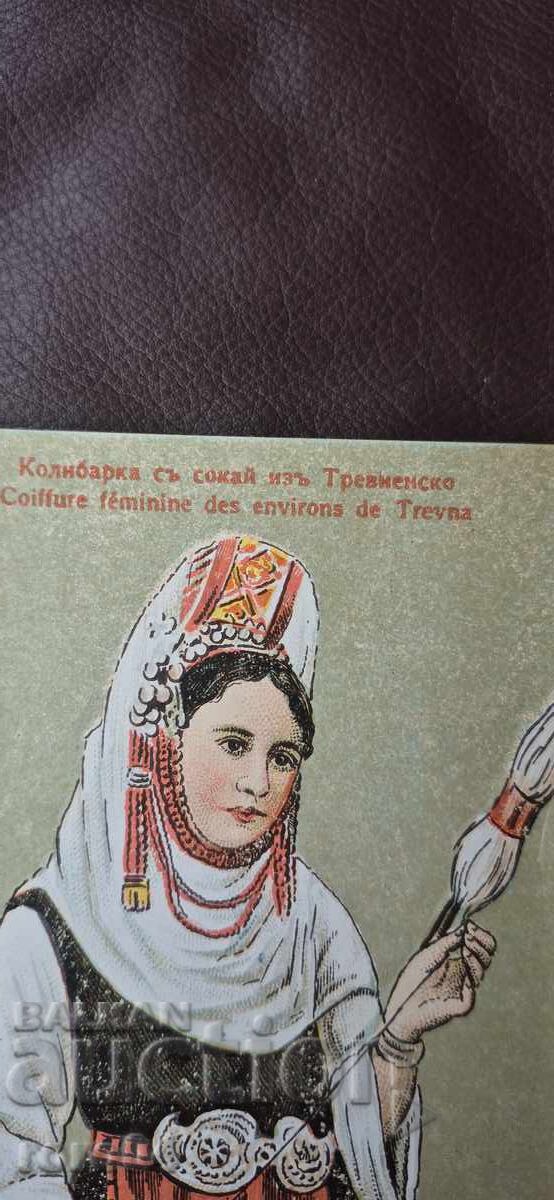 Колибарка съ сокай изъ Тревненско
Coiffure féminine des environs de Trevna
BALKAN
auction